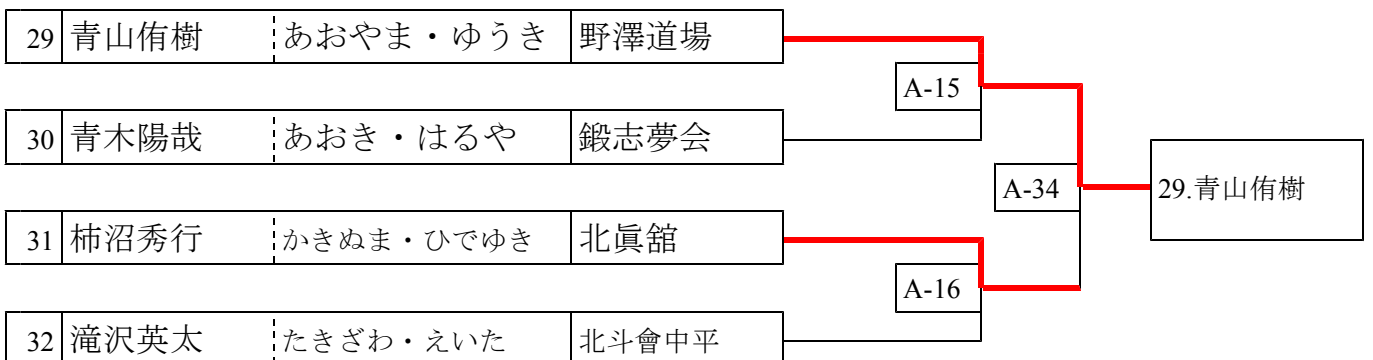 29 青山侑樹 あおやま・ゆうき 野澤道場
A-15
30 青木陽哉 あおき・はるや 鍛志夢会
A-34
29.青山侑樹
31 柿沼秀行 かきぬま・ひでゆき 北眞舘
A-16
32 滝沢英太 たきざわ・えいた 北斗會中平